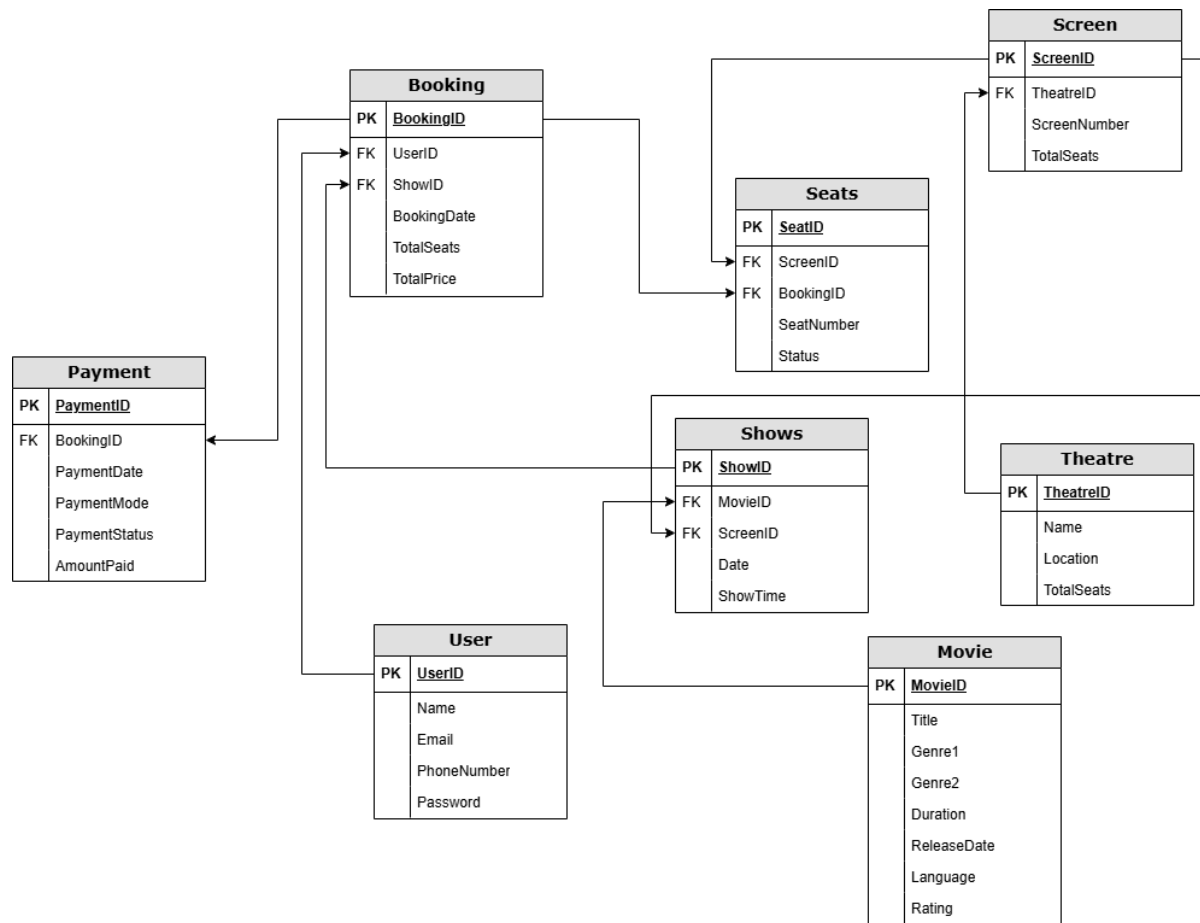 Screen
PK ScreenID
FK TheatreID
ScreenNumber
TotalSeats
Booking
PK BookingID
FK UserID
FK ShowID
BookingDate
TotalSeats
TotalPrice
Seats
PK SeatID
FK ScreenID
FK BookingID
SeatNumber
Status
Payment
PK PaymentID
FK BookingID
PaymentDate
PaymentMode
PaymentStatus
AmountPaid
Shows
PK ShowID
FK MovieID
FK ScreenID
Date
ShowTime
Theatre
PK TheatreID
Name
Location
TotalSeats
User
PK UserID
Name
Email
PhoneNumber
Password
Movie
PK MovieID
Title
Genre1
Genre2
Duration
ReleaseDate
Language
Rating